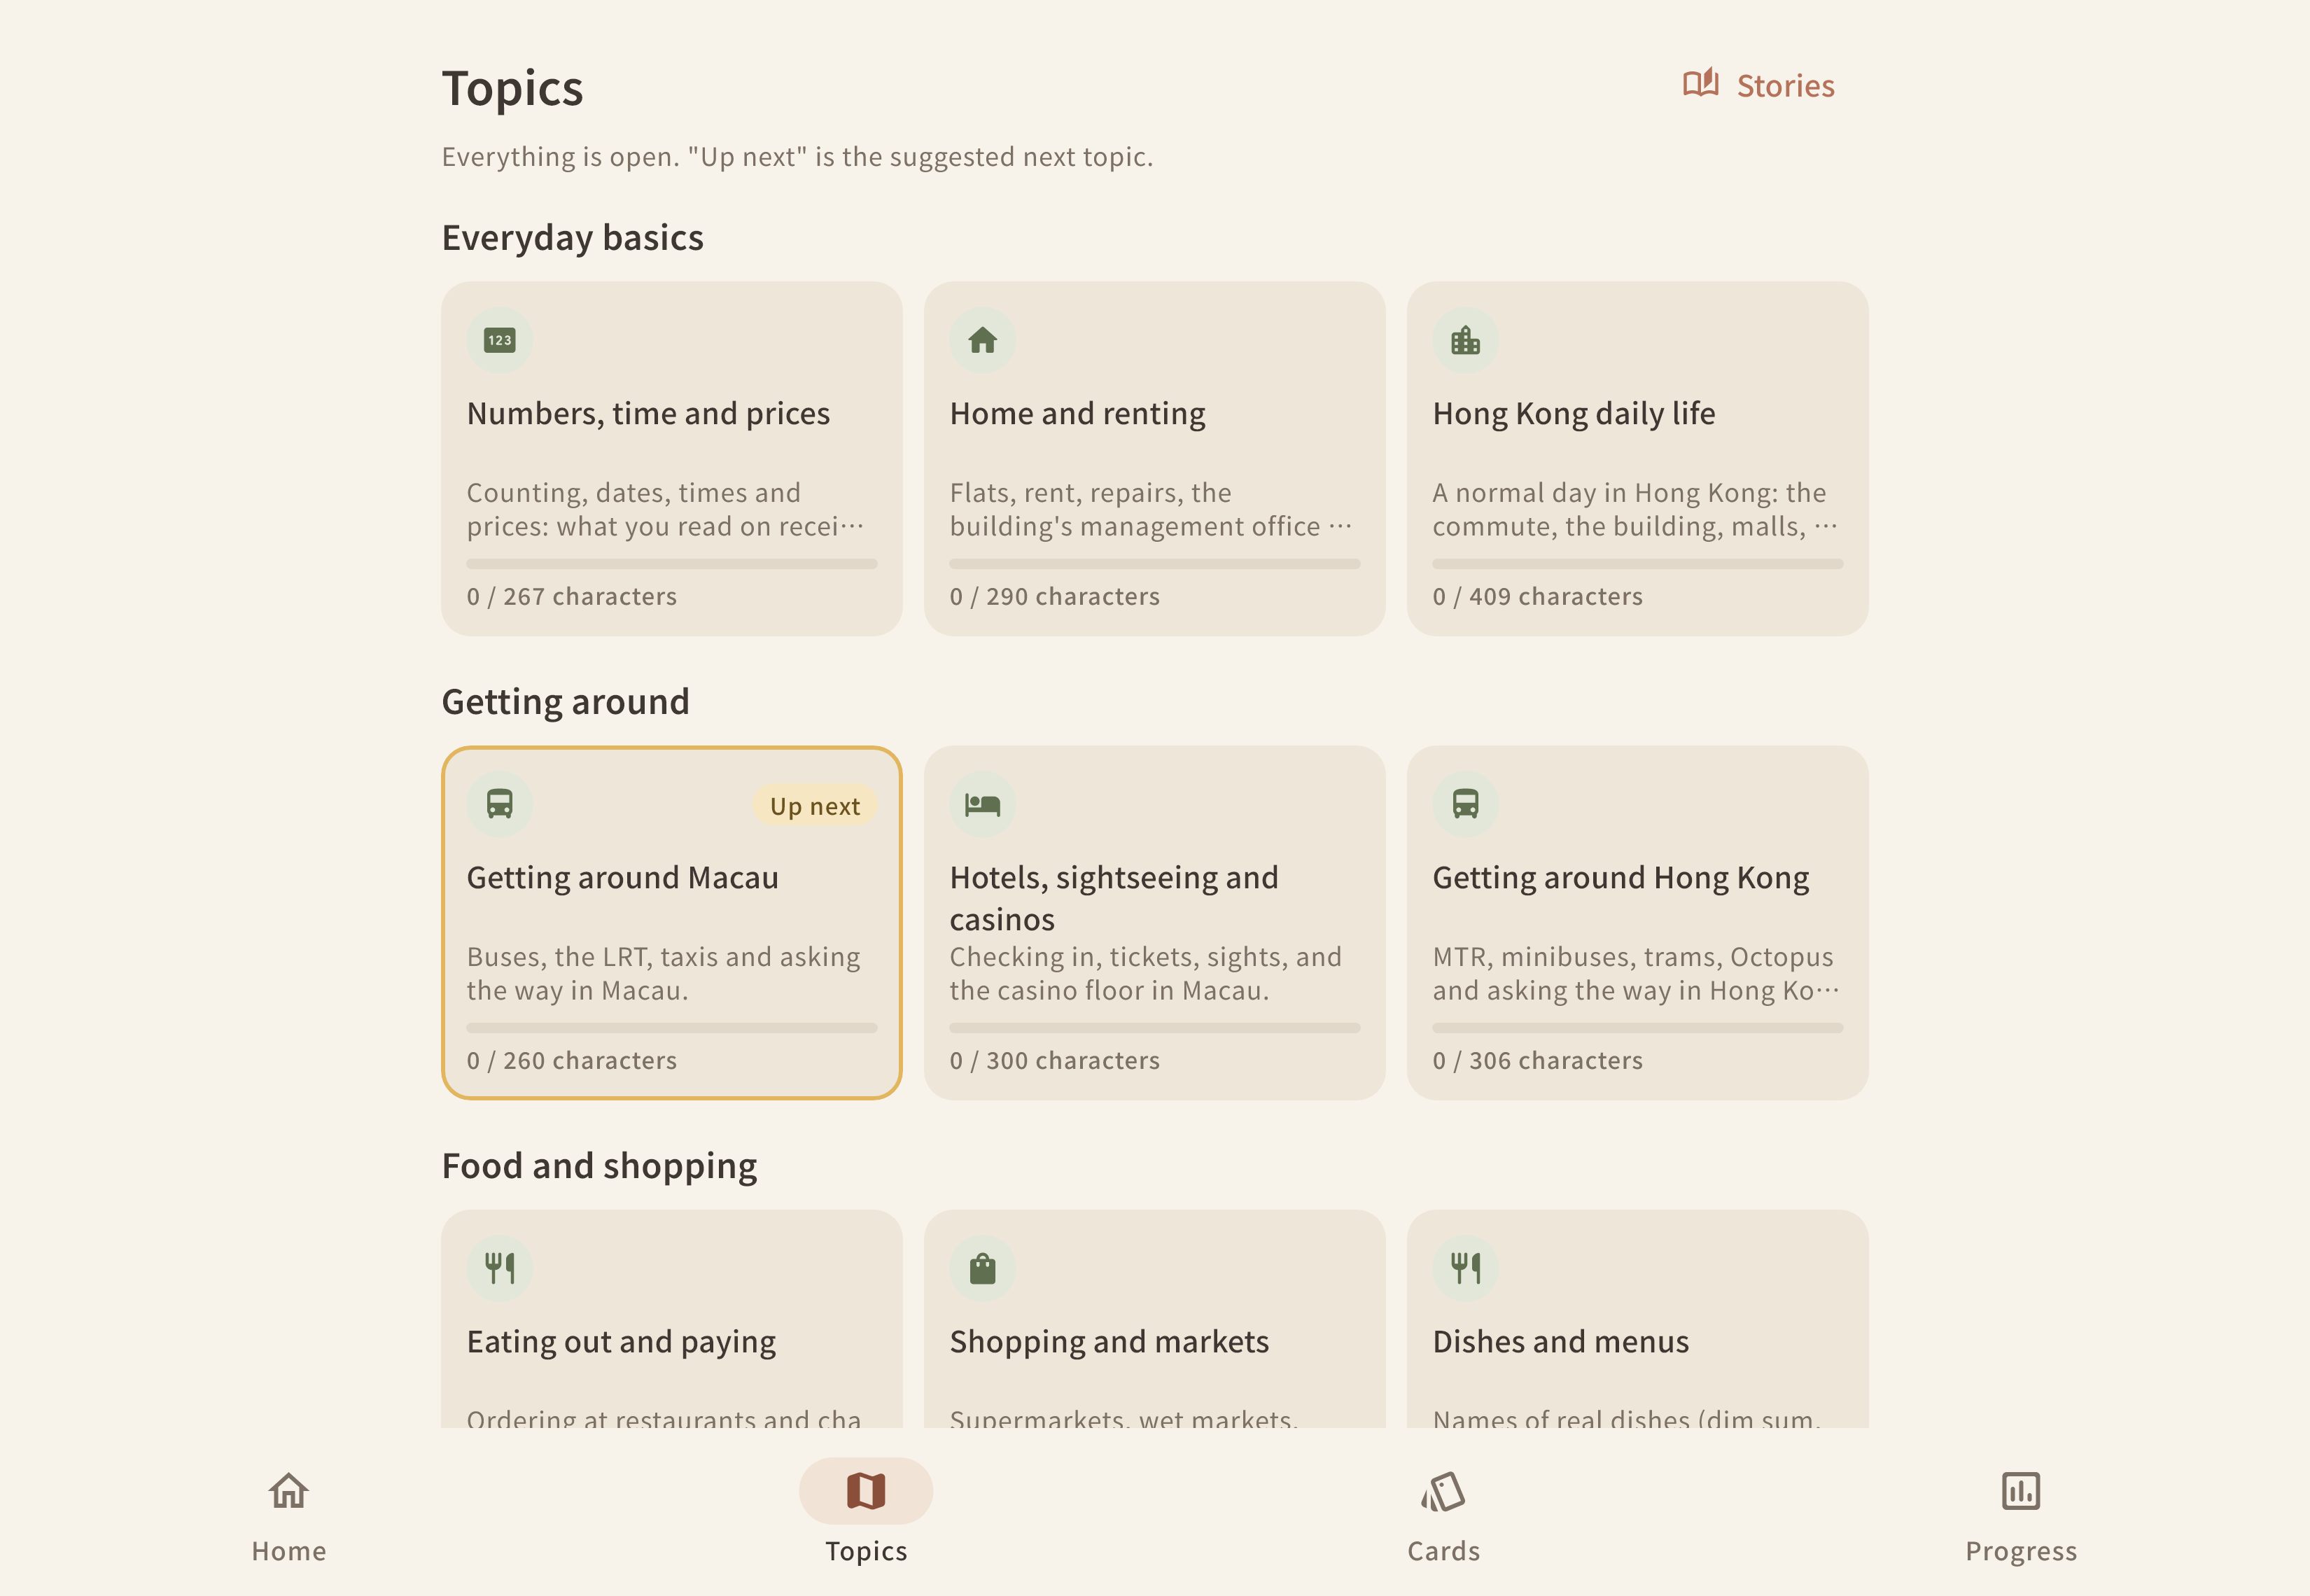 Topics
Stories
Everything is open. "Up next" is the suggested next topic.
Everyday basics
123
Numbers, time and prices
Counting, dates, times and
prices: what you read on recei…
0 / 267 characters
Home and renting
Flats, rent, repairs, the
building's management office …
0 / 290 characters
Hong Kong daily life
A normal day in Hong Kong: the
commute, the building, malls, …
0 / 409 characters
Getting around
Up next
Getting around Macau
Buses, the LRT, taxis and asking
the way in Macau.
0 / 260 characters
Hotels, sightseeing and
casinos
Checking in, tickets, sights, and
the casino floor in Macau.
0 / 300 characters
Getting around Hong Kong
MTR, minibuses, trams, Octopus
and asking the way in Hong Ko…
0 / 306 characters
Food and shopping
Eating out and paying
Ordering at restaurants and cha
Shopping and markets
Supermarkets, wet markets,
Dishes and menus
Names of real dishes (dim sum,
Home
Topics
Cards
Progress